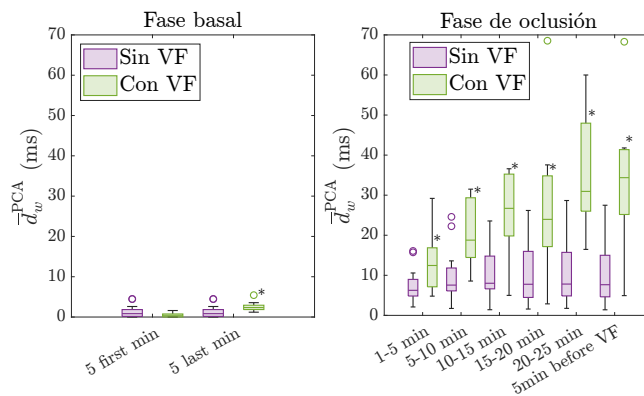 Fase basal
70
60
50
40
30
20
10
0
Sin VF
Con VF
d̅_w^PCA (ms)
*
5 first min
5 last min
Fase de oclusión
70
60
50
40
30
20
10
0
Sin VF
Con VF
d̅_w^PCA (ms)
*
*
*
*
*
*
1-5 min
5-10 min
10-15 min
15-20 min
20-25 min
5min before VF